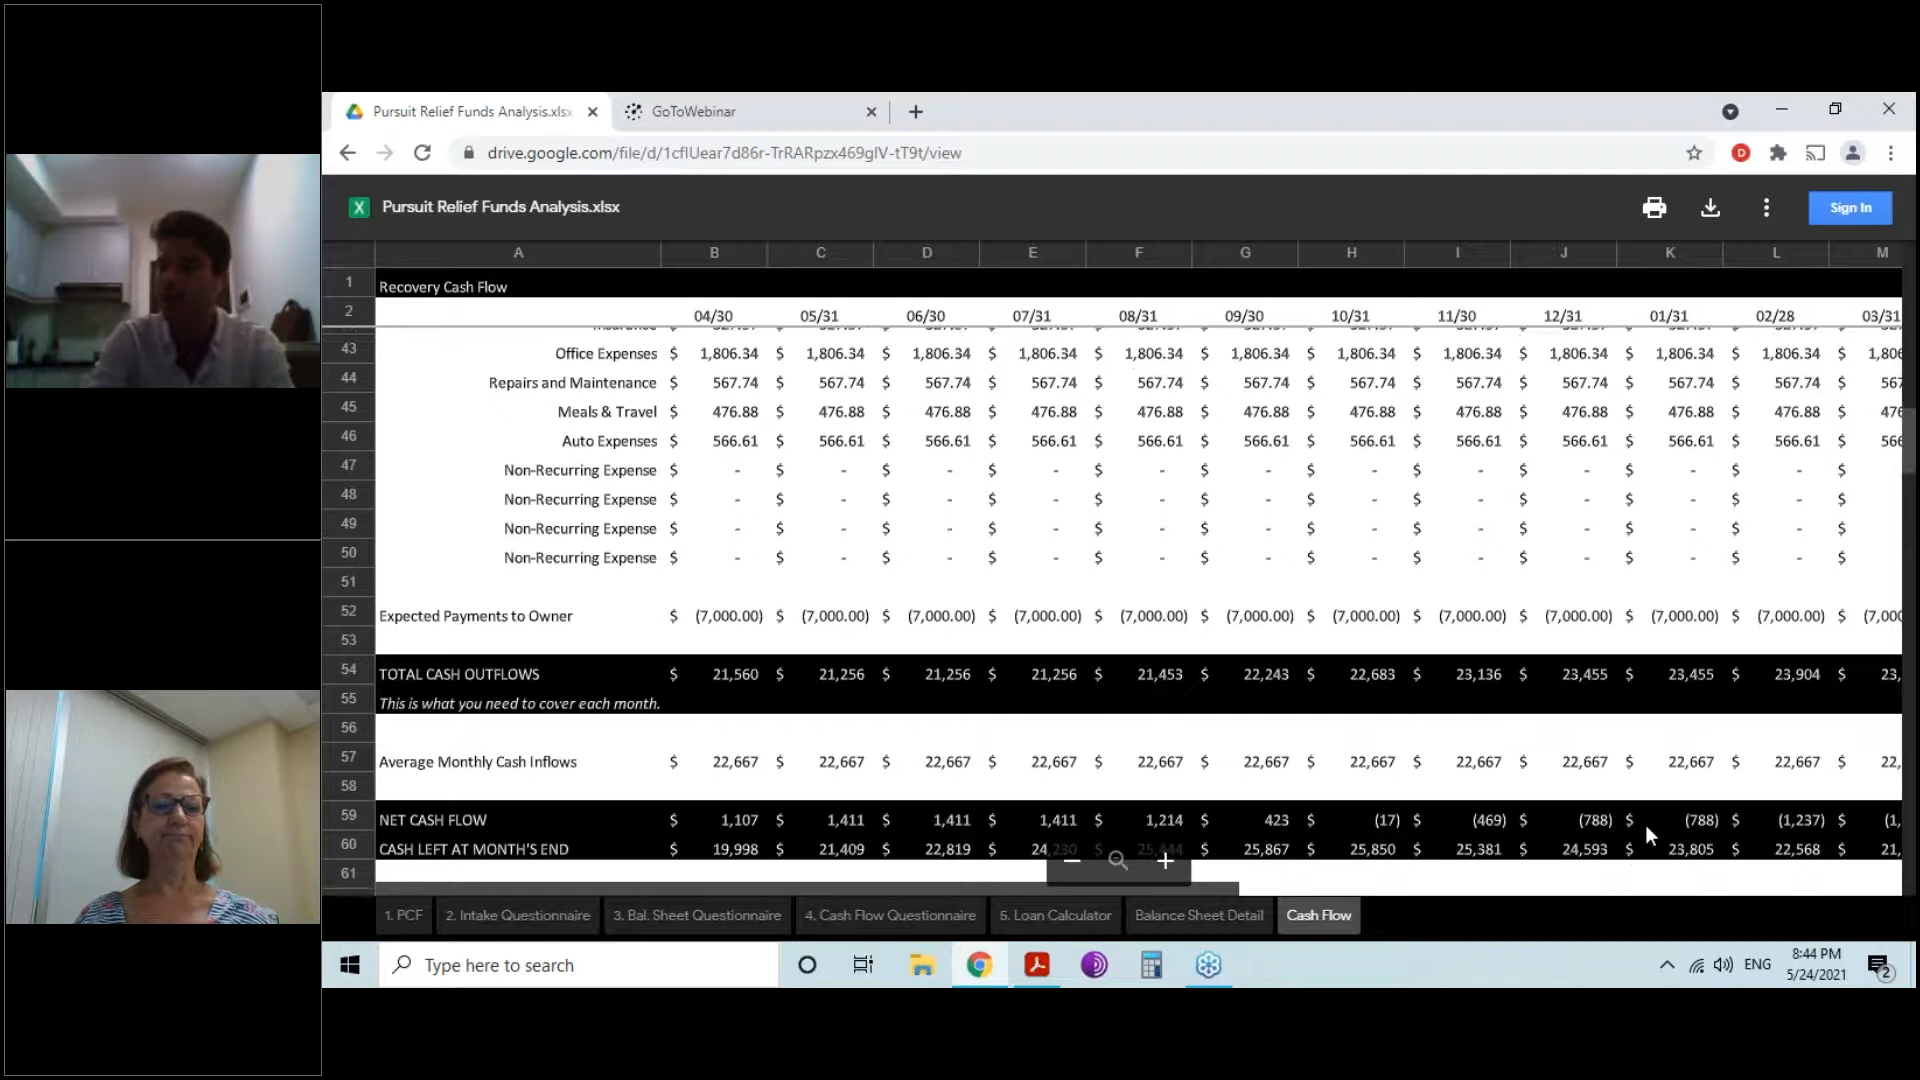 Pursuit Relief Funds Analysis.xlsx
GoToWebinar
drive.google.com/file/d/1cflUear7d86r-TrRARpzx469glV-tT9t/view
Pursuit Relief Funds Analysis.xlsx
Sign In
A B C D E F G H I J K L M
1 Recovery Cash Flow
2 04/30 05/31 06/30 07/31 08/31 09/30 10/31 11/30 12/31 01/31 02/28 03/31
43 Office Expenses $ 1,806.34 $ 1,806.34 $ 1,806.34 $ 1,806.34 $ 1,806.34 $ 1,806.34 $ 1,806.34 $ 1,806.34 $ 1,806.34 $ 1,806.34 $ 1,806.34 $ 1,806
44 Repairs and Maintenance $ 567.74 $ 567.74 $ 567.74 $ 567.74 $ 567.74 $ 567.74 $ 567.74 $ 567.74 $ 567.74 $ 567.74 $ 567.74 $ 567
45 Meals & Travel $ 476.88 $ 476.88 $ 476.88 $ 476.88 $ 476.88 $ 476.88 $ 476.88 $ 476.88 $ 476.88 $ 476.88 $ 476.88 $ 476
46 Auto Expenses $ 566.61 $ 566.61 $ 566.61 $ 566.61 $ 566.61 $ 566.61 $ 566.61 $ 566.61 $ 566.61 $ 566.61 $ 566.61 $ 566
47 Non-Recurring Expense $ - $ - $ - $ - $ - $ - $ - $ - $ - $ - $ - $
48 Non-Recurring Expense $ - $ - $ - $ - $ - $ - $ - $ - $ - $ - $ - $
49 Non-Recurring Expense $ - $ - $ - $ - $ - $ - $ - $ - $ - $ - $ - $
50 Non-Recurring Expense $ - $ - $ - $ - $ - $ - $ - $ - $ - $ - $ - $
51
52 Expected Payments to Owner $ (7,000.00) $ (7,000.00) $ (7,000.00) $ (7,000.00) $ (7,000.00) $ (7,000.00) $ (7,000.00) $ (7,000.00) $ (7,000.00) $ (7,000.00) $ (7,000.00) $ (7,000
53
54 TOTAL CASH OUTFLOWS $ 21,560 $ 21,256 $ 21,256 $ 21,256 $ 21,453 $ 22,243 $ 22,683 $ 23,136 $ 23,455 $ 23,455 $ 23,904 $ 23,
55 This is what you need to cover each month.
56
57 Average Monthly Cash Inflows $ 22,667 $ 22,667 $ 22,667 $ 22,667 $ 22,667 $ 22,667 $ 22,667 $ 22,667 $ 22,667 $ 22,667 $ 22,667 $ 22,
58
59 NET CASH FLOW $ 1,107 $ 1,411 $ 1,411 $ 1,411 $ 1,214 $ 423 $ (17) $ (469) $ (788) $ (788) $ (1,237) $ (1,
60 CASH LEFT AT MONTH'S END $ 19,998 $ 21,409 $ 22,819 $ 24,230 $ 25,444 $ 25,867 $ 25,850 $ 25,381 $ 24,593 $ 23,805 $ 22,568 $ 21,
61
1. PCF 2. Intake Questionnaire 3. Bal. Sheet Questionnaire 4. Cash Flow Questionnaire 5. Loan Calculator Balance Sheet Detail Cash Flow
Type here to search
ENG
8:44 PM
5/24/2021
2